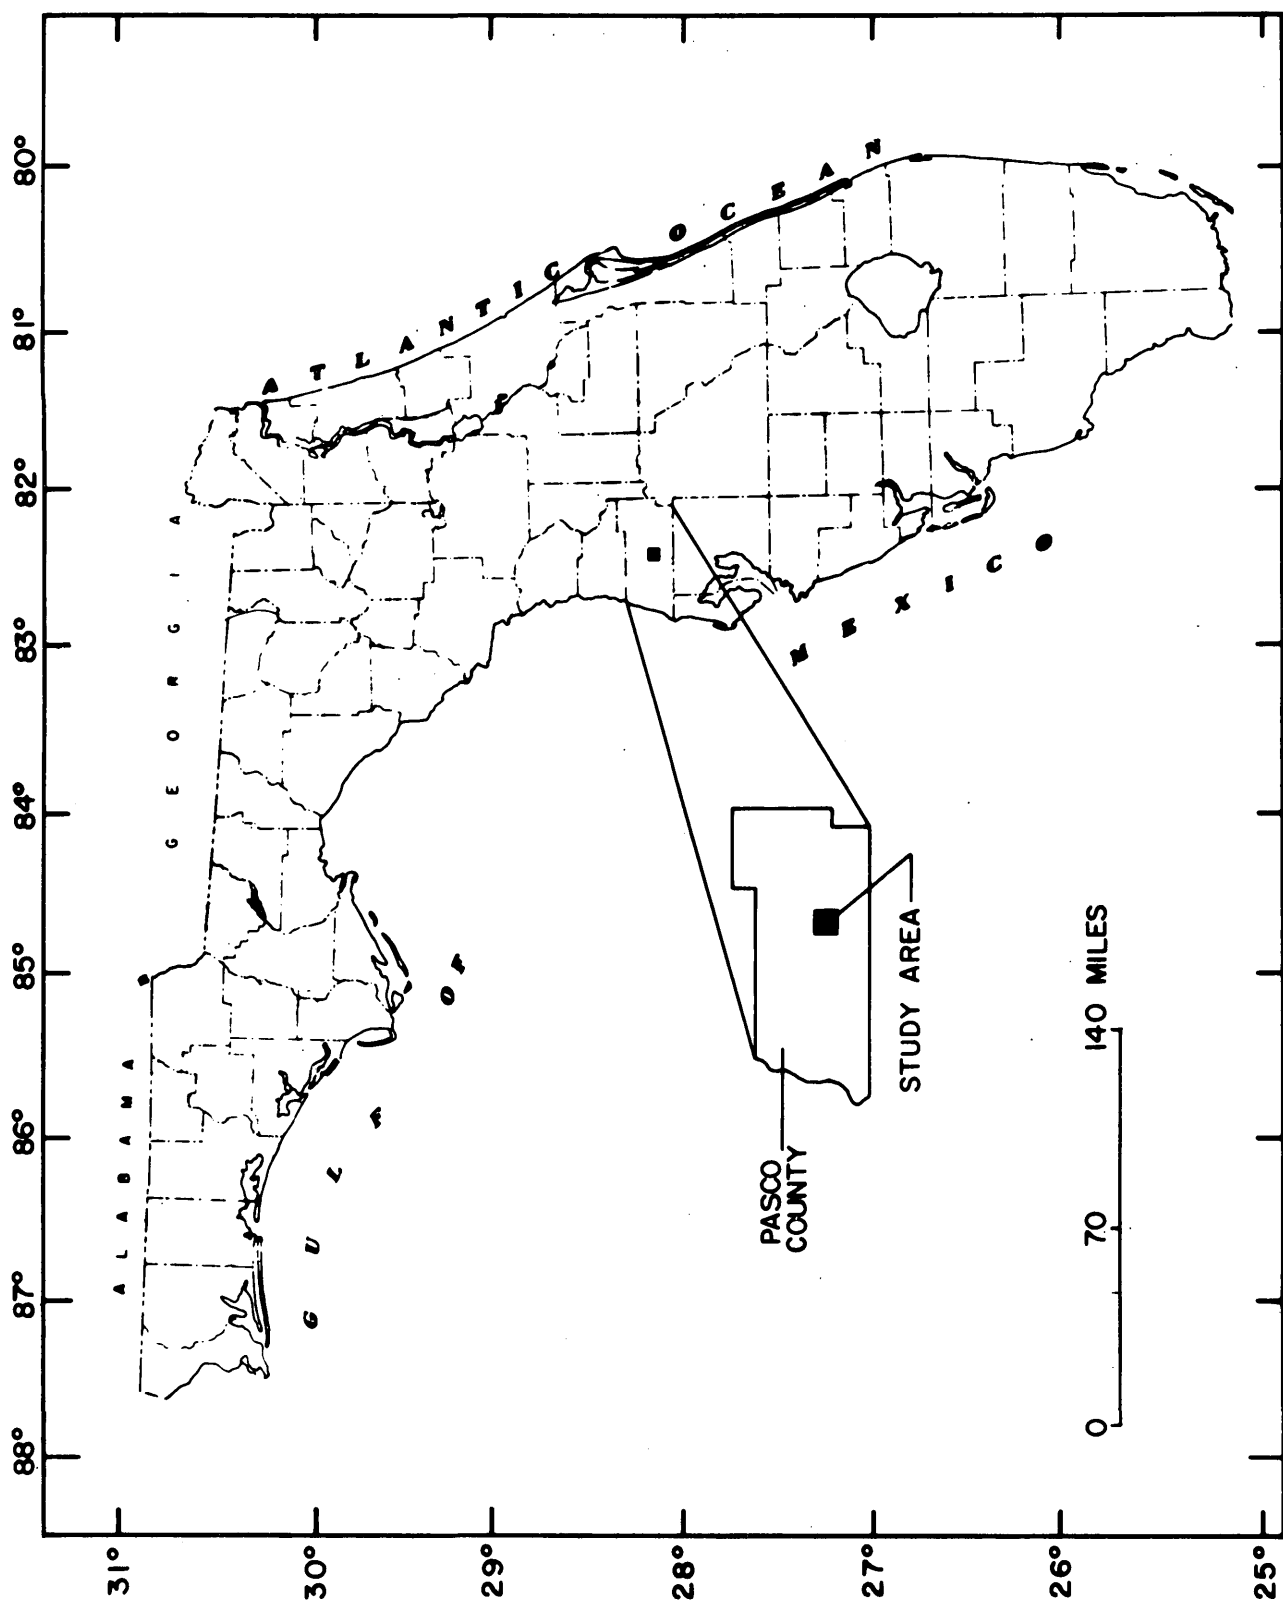 88° 87° 86° 85° 84° 83° 82° 81° 80°
31°
30°
29°
28°
27°
26°
25°
ALABAMA
GEORGIA
ATLANTIC OCEAN
GULF OF MEXICO
PASCO
COUNTY
STUDY AREA
0 70 140 MILES